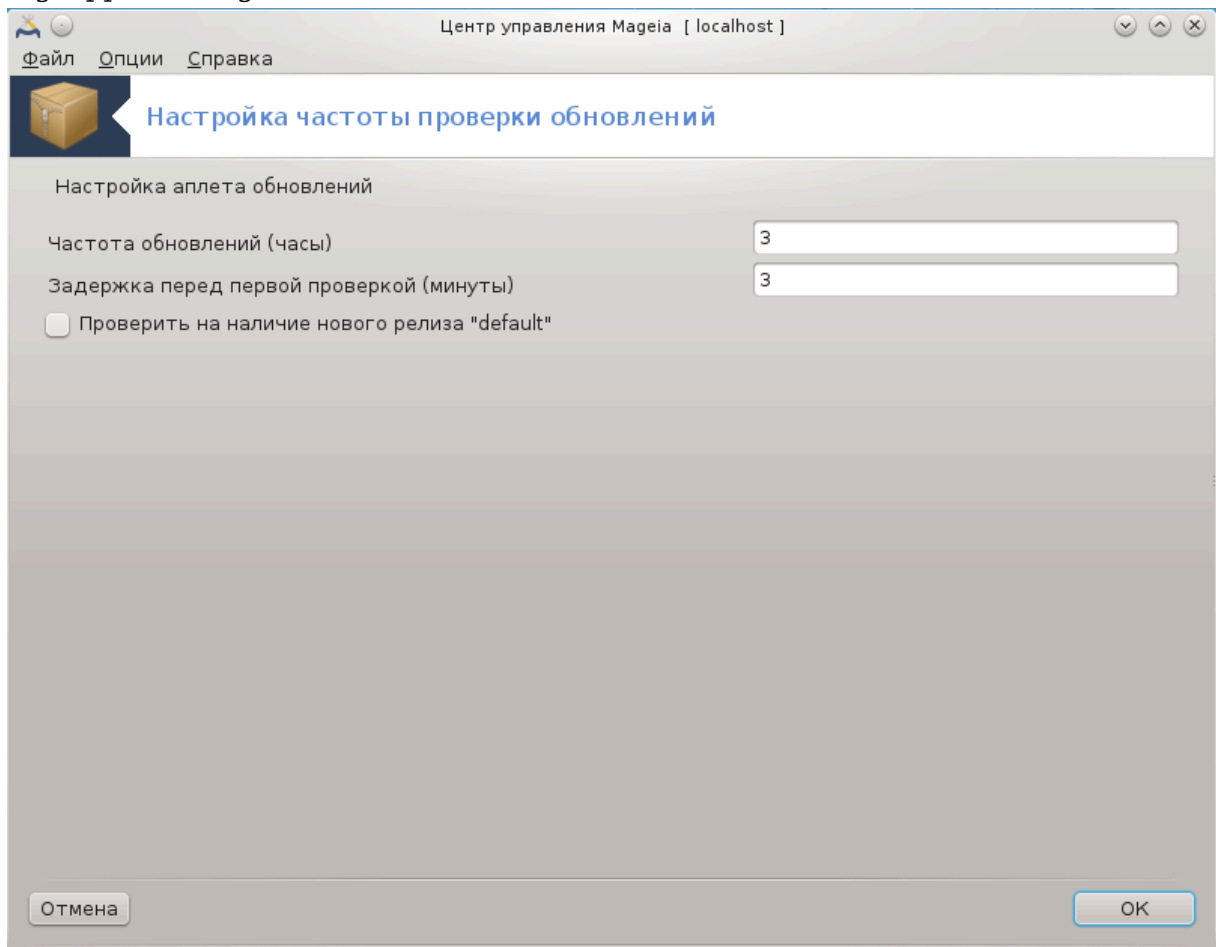 Центр управления Mageia [ localhost ]
Файл Опции Справка
Настройка частоты проверки обновлений
Настройка аплета обновлений
Частота обновлений (часы) 3
Задержка перед первой проверкой (минуты) 3
Проверить на наличие нового релиза "default"
Отмена OK